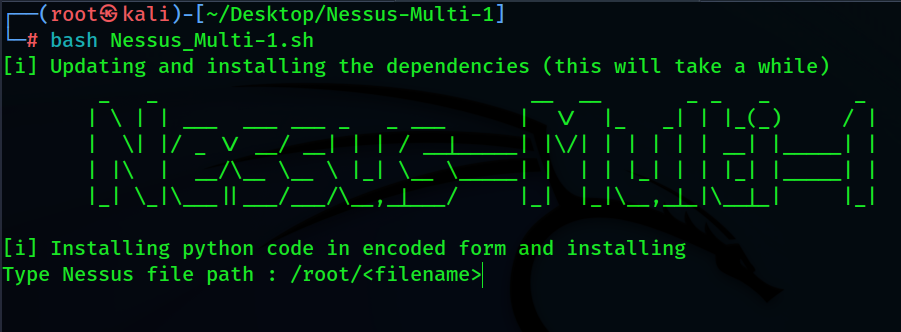 ┌──(root㉿kali)-[~/Desktop/Nessus-Multi-1]
└─# bash Nessus_Multi-1.sh
[i] Updating and installing the dependencies (this will take a while)
Nessus-Multi-1
[i] Installing python code in encoded form and installing
Type Nessus file path : /root/<filename>